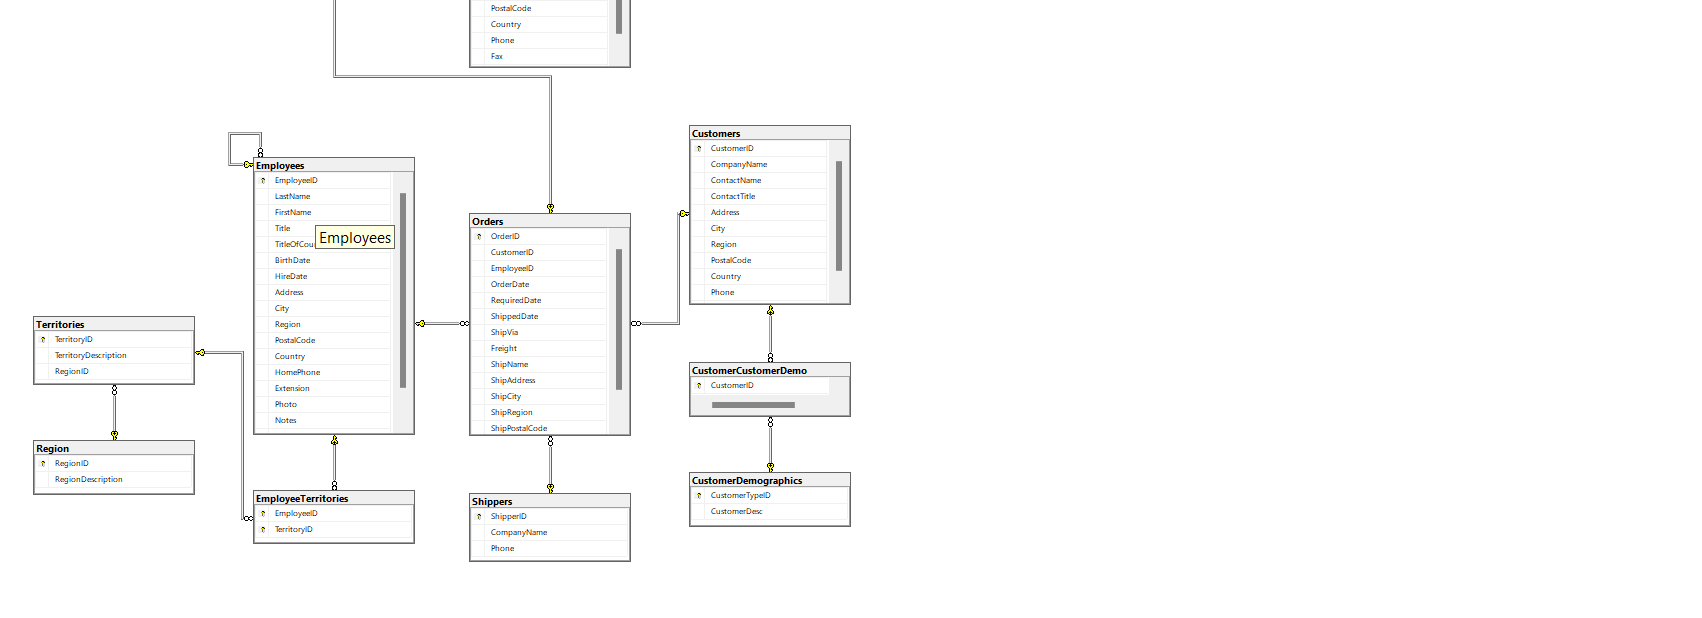 PostalCode
Country
Phone
Fax
Employees
EmployeeID
LastName
FirstName
Title
TitleOfCou
Employees
BirthDate
HireDate
Address
City
Region
PostalCode
Country
HomePhone
Extension
Photo
Notes
Orders
OrderID
CustomerID
EmployeeID
OrderDate
RequiredDate
ShippedDate
ShipVia
Freight
ShipName
ShipAddress
ShipCity
ShipRegion
ShipPostalCode
Customers
CustomerID
CompanyName
ContactName
ContactTitle
Address
City
Region
PostalCode
Country
Phone
Territories
TerritoryID
TerritoryDescription
RegionID
Region
RegionID
RegionDescription
EmployeeTerritories
EmployeeID
TerritoryID
Shippers
ShipperID
CompanyName
Phone
CustomerCustomerDemo
CustomerID
CustomerDemographics
CustomerTypeID
CustomerDesc